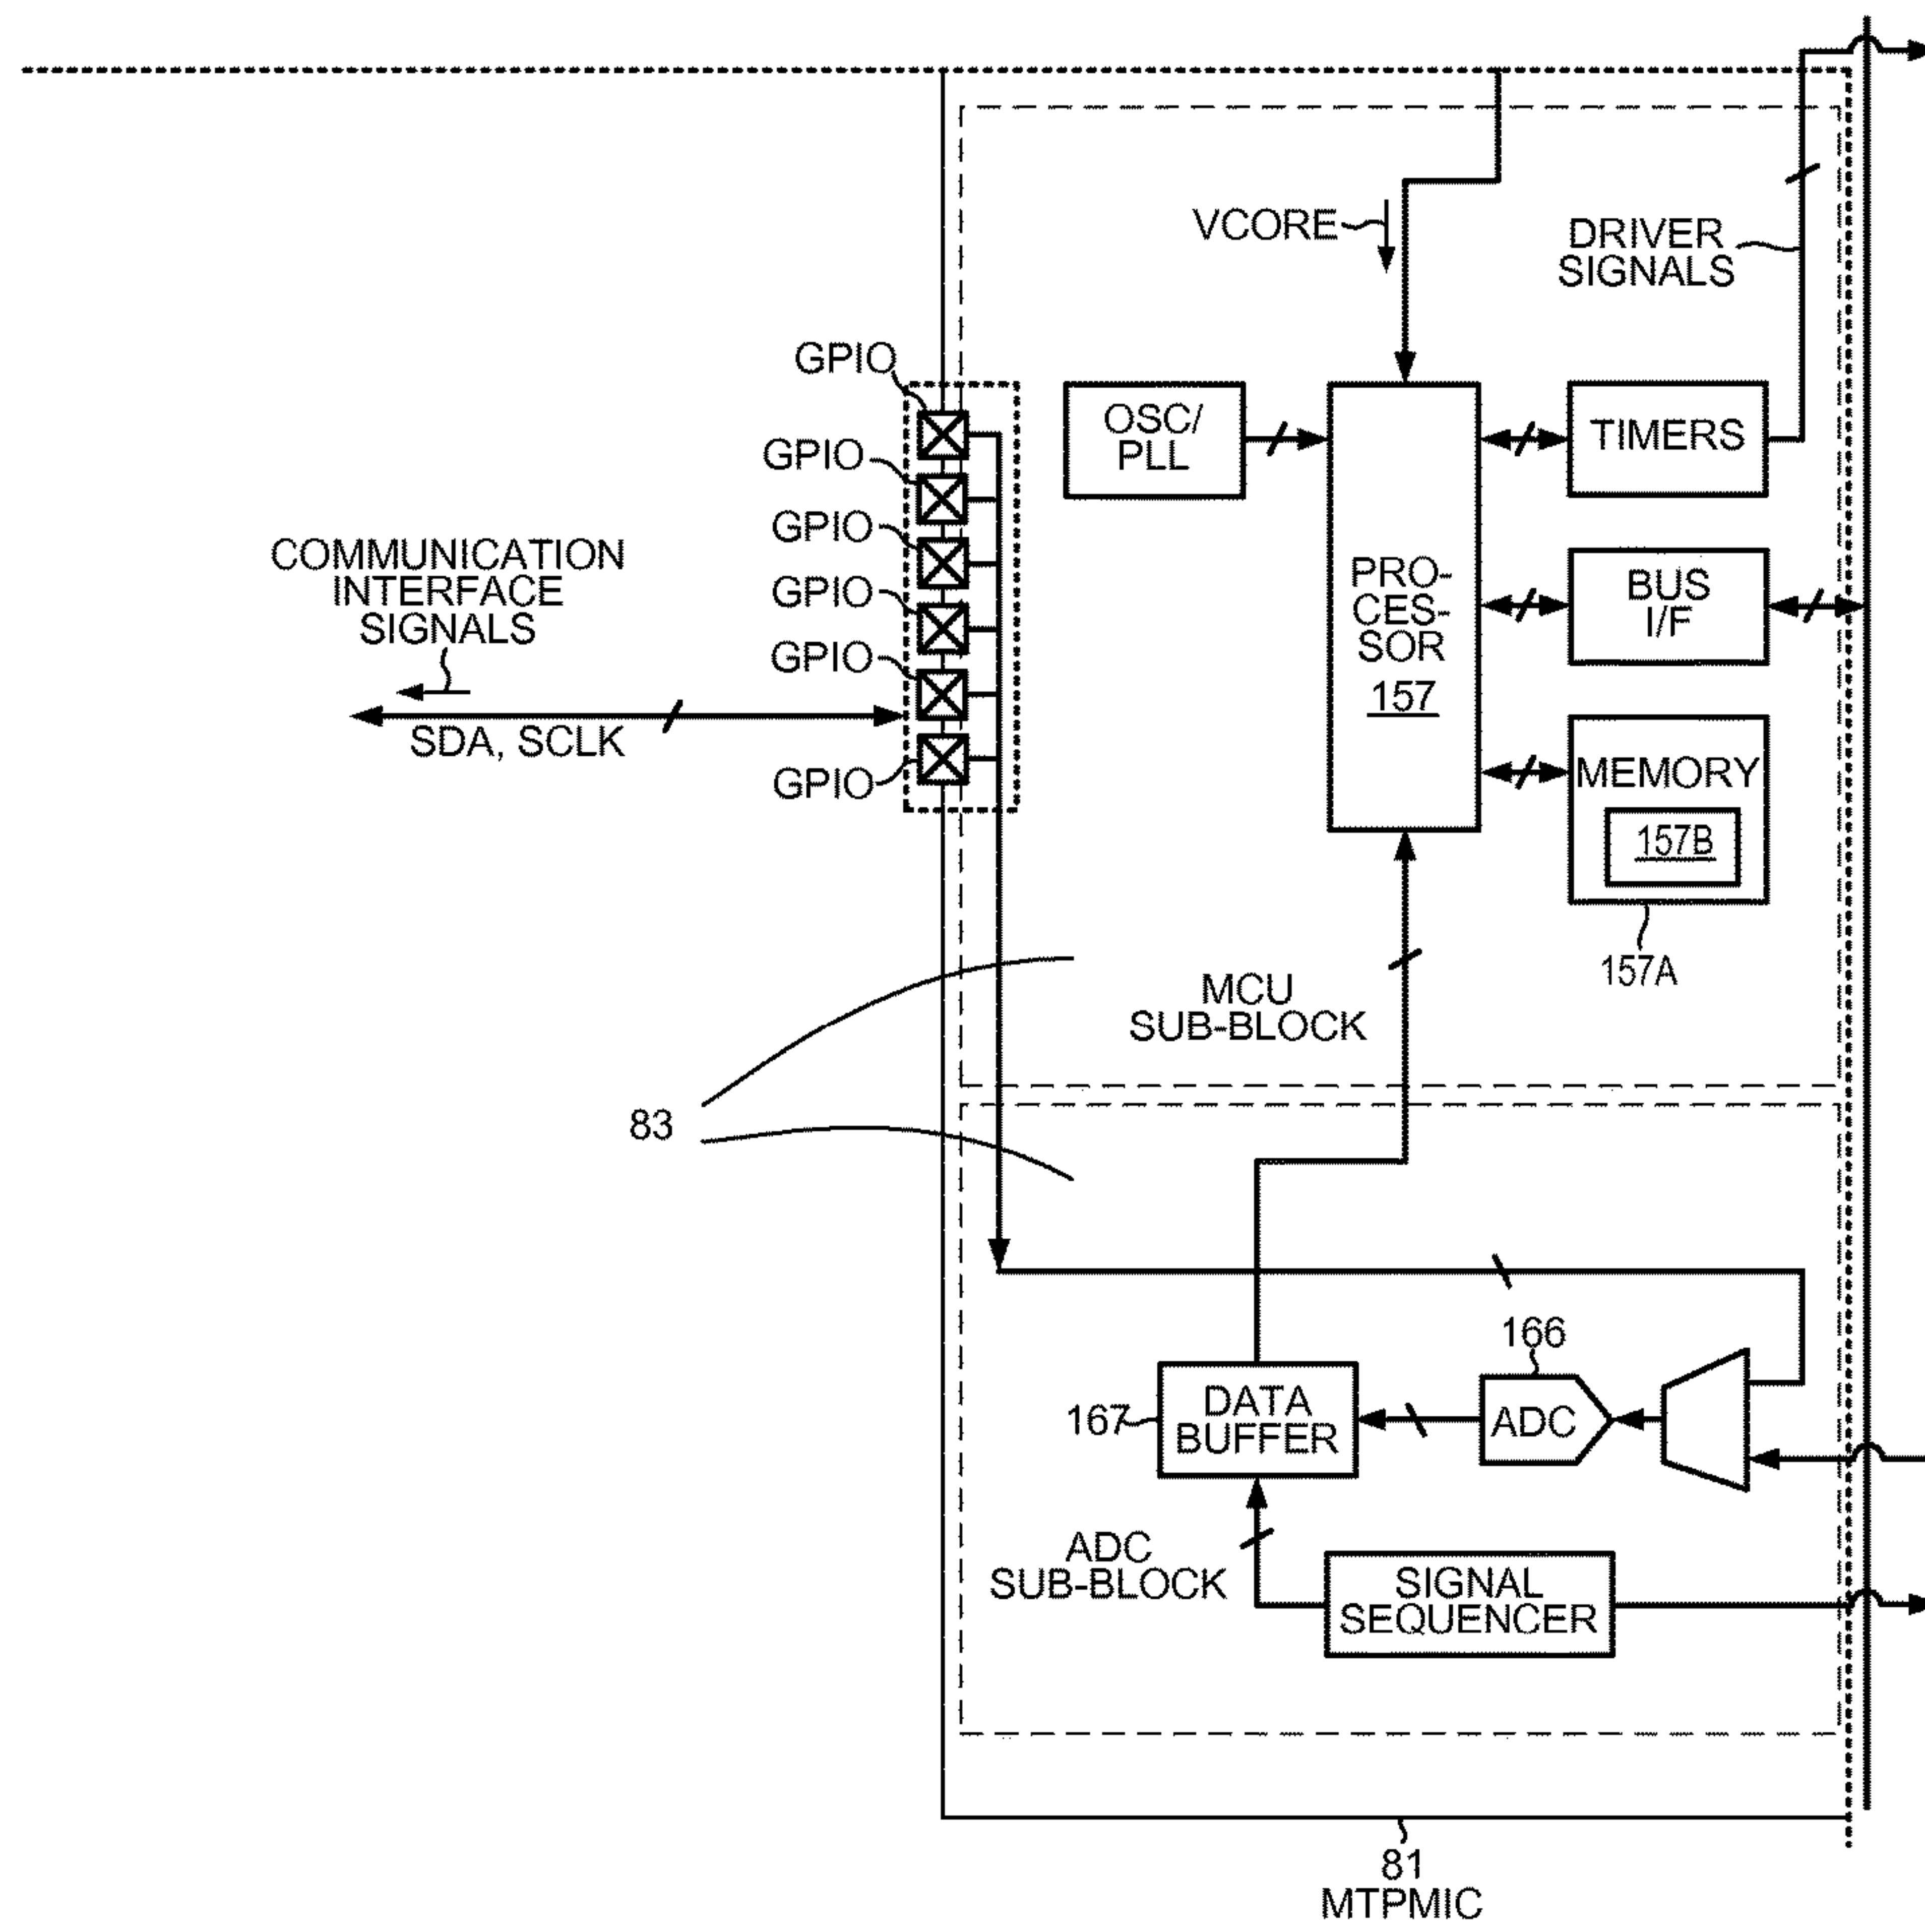 VCORE
DRIVER
SIGNALS
GPIO
GPIO
GPIO
GPIO
GPIO
GPIO
COMMUNICATION
INTERFACE
SIGNALS
SDA, SCLK
OSC/
PLL
PRO-
CES-
SOR
157
TIMERS
BUS
I/F
MEMORY
157B
157A
MCU
SUB-BLOCK
83
166
167
DATA
BUFFER
ADC
ADC
SUB-BLOCK
SIGNAL
SEQUENCER
81
MTPMIC